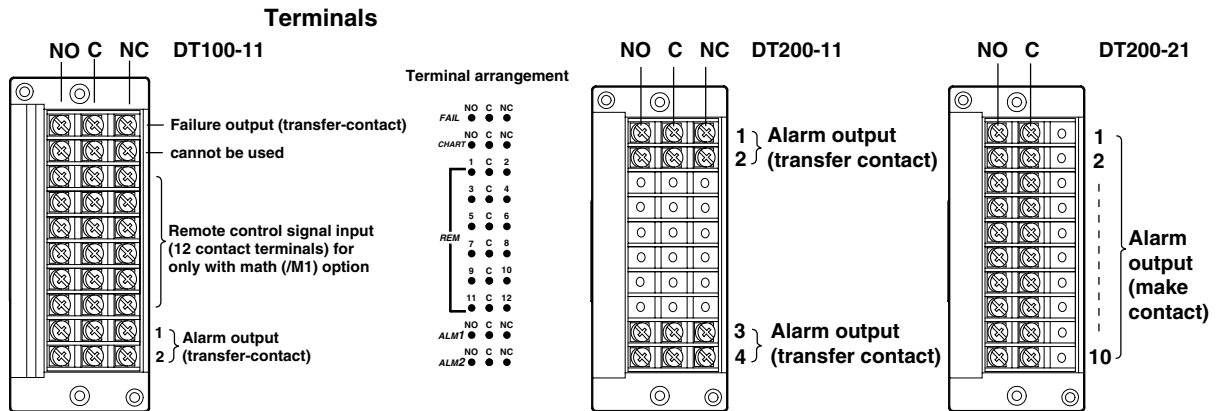 Terminals
NO C NC DT100-11
Failure output (transfer-contact)
cannot be used
Remote control signal input
(12 contact terminals) for
only with math (/M1) option
1
2
Alarm output
(transfer-contact)
Terminal arrangement
NO C NC
FAIL
NO C NC
CHART
1 C 2
3 C 4
5 C 6
REM
7 C 8
9 C 10
11 C 12
NO C NC
ALM1
NO C NC
ALM2
NO C NC DT200-11
1
2
Alarm output
(transfer contact)
3
4
Alarm output
(transfer contact)
NO C DT200-21
1
2
10
Alarm
output
(make
contact)